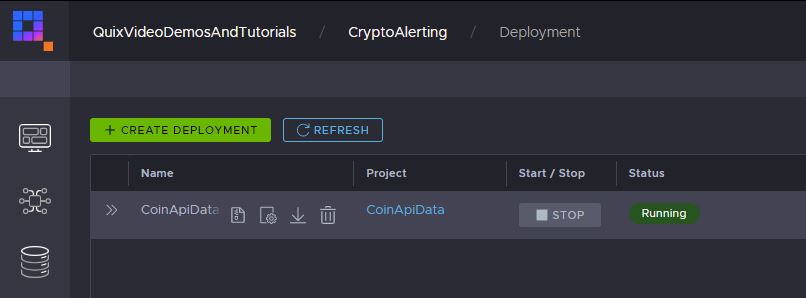 QuixVideoDemosAndTutorials / CryptoAlerting / Deployment
+ CREATE DEPLOYMENT REFRESH
Name Project Start / Stop Status
CoinApiData CoinApiData STOP Running